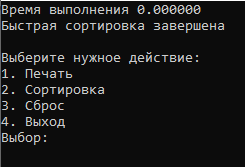 Время выполнения 0.000000
Быстрая сортировка завершена
Выберите нужное действие:
1. Печать
2. Сортировка
3. Сброс
4. Выход
Выбор: